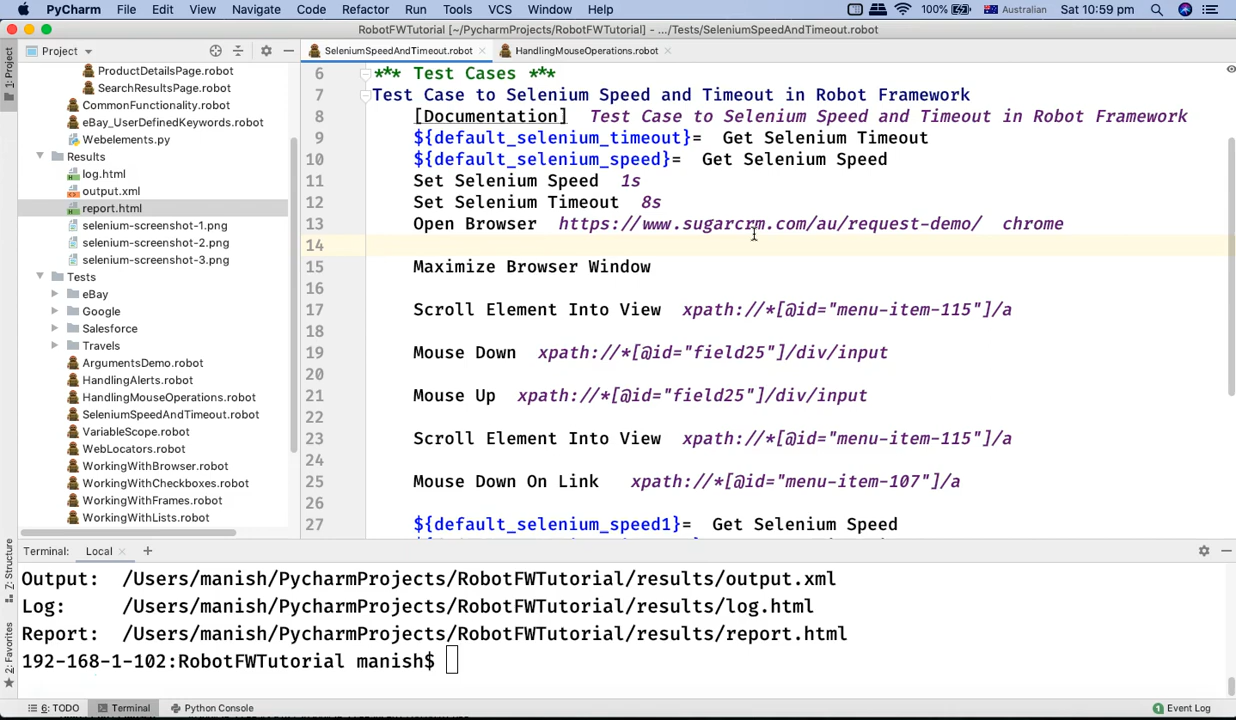 PyCharm File Edit View Navigate Code Refactor Run Tools VCS Window Help 100% Australian Sat 10:59 pm
RobotFWTutorial [~/PycharmProjects/RobotFWTutorial] - .../Tests/SeleniumSpeedAndTimeout.robot
Project
SeleniumSpeedAndTimeout.robot
HandlingMouseOperations.robot
1: Project
ProductDetailsPage.robot
SearchResultsPage.robot
CommonFunctionality.robot
eBay_UserDefinedKeywords.robot
Webelements.py
Results
log.html
output.xml
report.html
selenium-screenshot-1.png
selenium-screenshot-2.png
selenium-screenshot-3.png
Tests
eBay
Google
Salesforce
Travels
ArgumentsDemo.robot
HandlingAlerts.robot
HandlingMouseOperations.robot
SeleniumSpeedAndTimeout.robot
VariableScope.robot
WebLocators.robot
WorkingWithBrowser.robot
WorkingWithCheckboxes.robot
WorkingWithFrames.robot
WorkingWithLists.robot
6 *** Test Cases ***
7 Test Case to Selenium Speed and Timeout in Robot Framework
8 [Documentation] Test Case to Selenium Speed and Timeout in Robot Framework
9 ${default_selenium_timeout}= Get Selenium Timeout
10 ${default_selenium_speed}= Get Selenium Speed
11 Set Selenium Speed 1s
12 Set Selenium Timeout 8s
13 Open Browser https://www.sugarcrm.com/au/request-demo/ chrome
14
15 Maximize Browser Window
16
17 Scroll Element Into View xpath://*[@id="menu-item-115"]/a
18
19 Mouse Down xpath://*[@id="field25"]/div/input
20
21 Mouse Up xpath://*[@id="field25"]/div/input
22
23 Scroll Element Into View xpath://*[@id="menu-item-115"]/a
24
25 Mouse Down On Link xpath://*[@id="menu-item-107"]/a
26
27 ${default_selenium_speed1}= Get Selenium Speed
Terminal: Local
7: Structure
2: Favorites
Output: /Users/manish/PycharmProjects/RobotFWTutorial/results/output.xml
Log: /Users/manish/PycharmProjects/RobotFWTutorial/results/log.html
Report: /Users/manish/PycharmProjects/RobotFWTutorial/results/report.html
192-168-1-102:RobotFWTutorial manish$
6: TODO Terminal Python Console 1 Event Log